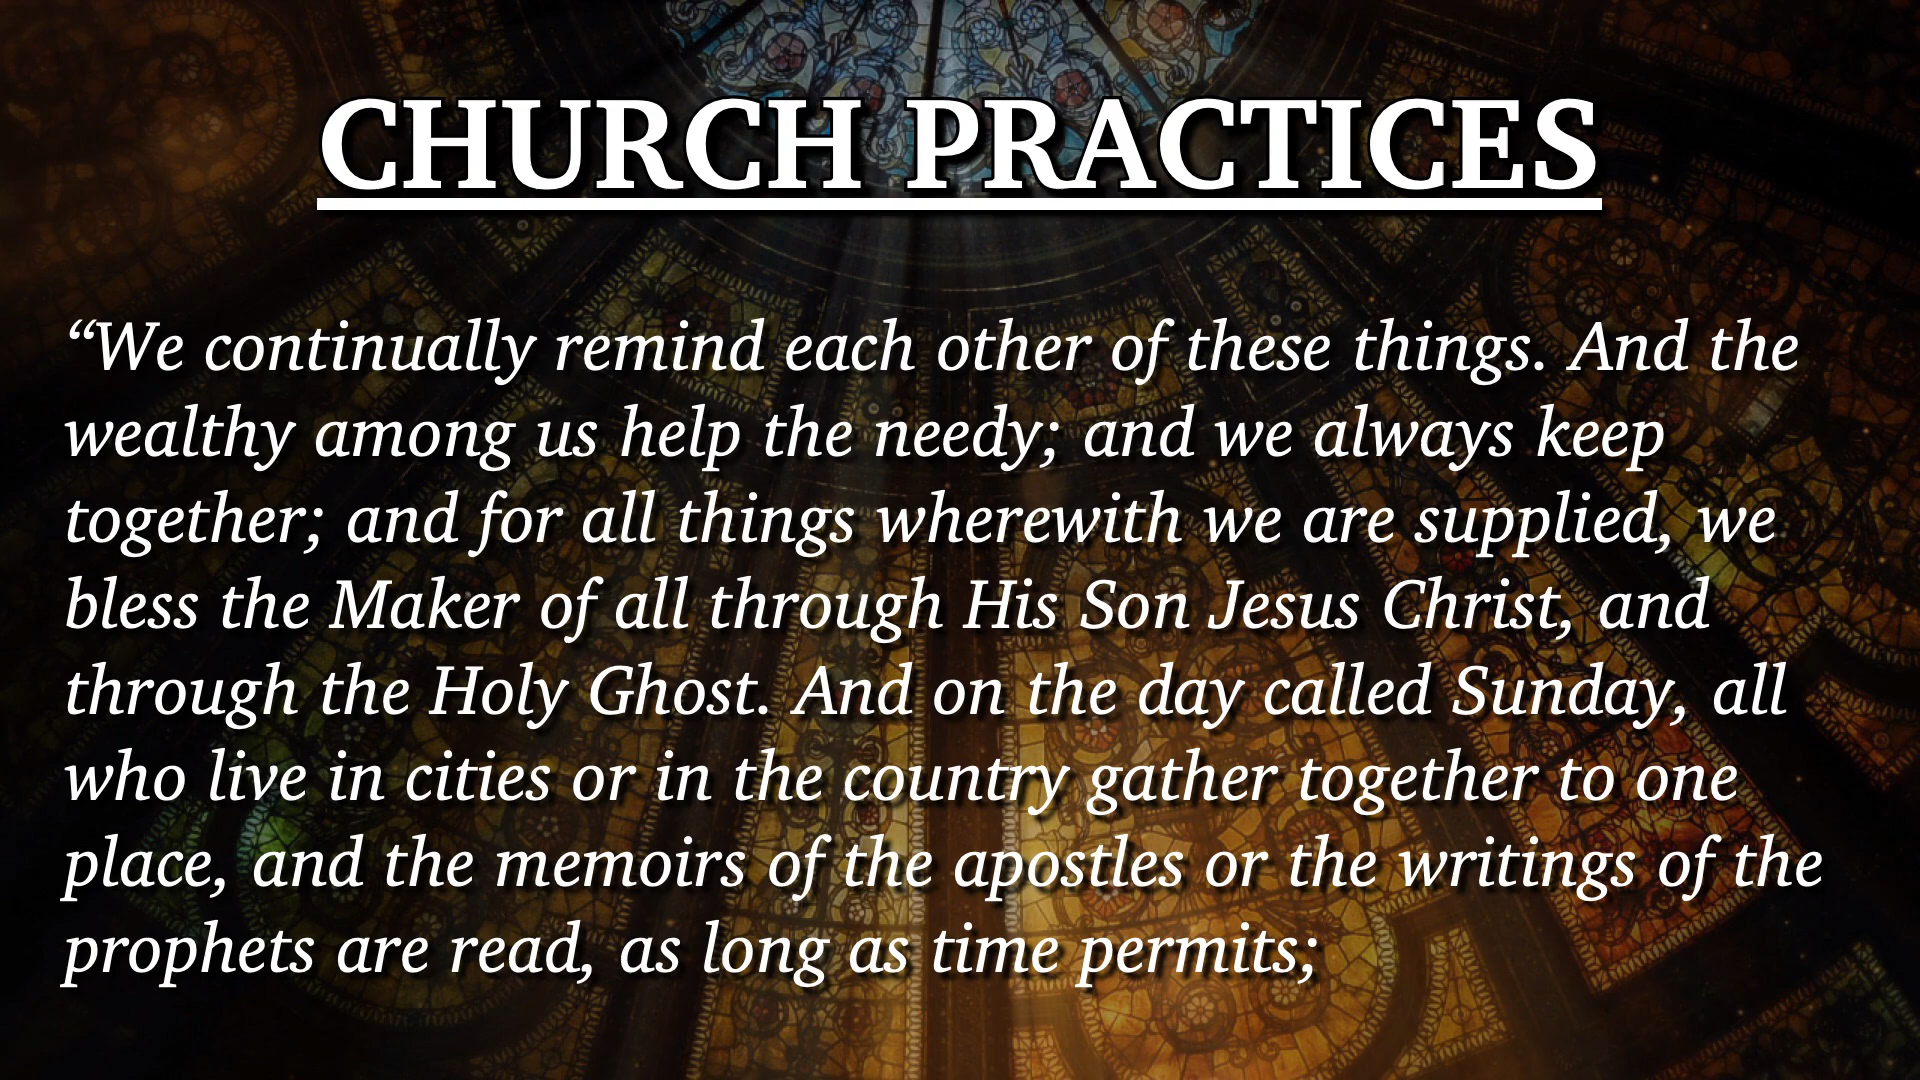 CHURCH PRACTICES
“We continually remind each other of these things. And the
wealthy among us help the needy; and we always keep
together; and for all things wherewith we are supplied, we
bless the Maker of all through His Son Jesus Christ, and
through the Holy Ghost. And on the day called Sunday, all
who live in cities or in the country gather together to one
place, and the memoirs of the apostles or the writings of the
prophets are read, as long as time permits;